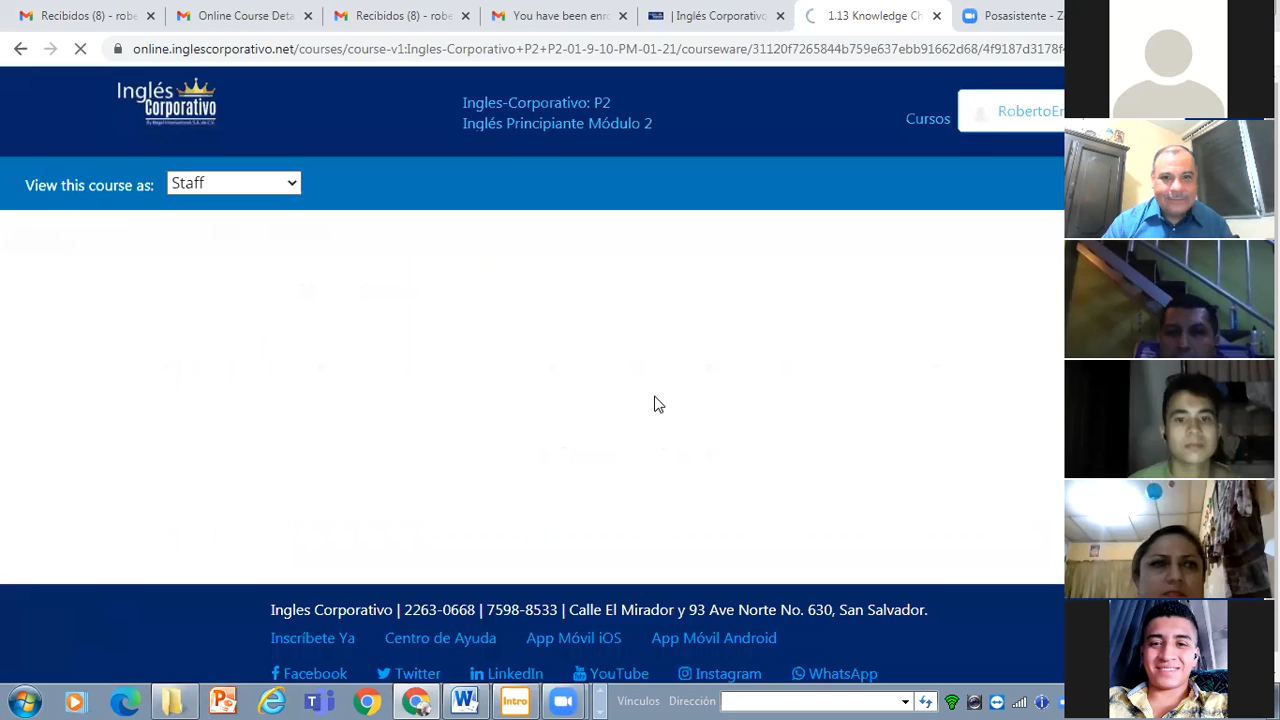 Recibidos (8) - robe
Online Course Deta
Recibidos (8) - robe
You have been enro
| Inglés Corporativo
1.13 Knowledge Ch
Posasistente - Zo
online.inglescorporativo.net/courses/course-v1:Ingles-Corporativo+P2+P2-01-9-10-PM-01-21/courseware/31120f7265844b759e637ebb91662d68/4f9187d3178f4
Inglés
Corporativo
Ingles-Corporativo: P2
Inglés Principiante Módulo 2
Cursos
RobertoEr
View this course as:
Staff
Ingles Corporativo | 2263-0668 | 7598-8533 | Calle El Mirador y 93 Ave Norte No. 630, San Salvador.
Inscríbete Ya
Centro de Ayuda
App Móvil iOS
App Móvil Android
Facebook
Twitter
LinkedIn
YouTube
Instagram
WhatsApp
Intro
Vínculos
Dirección